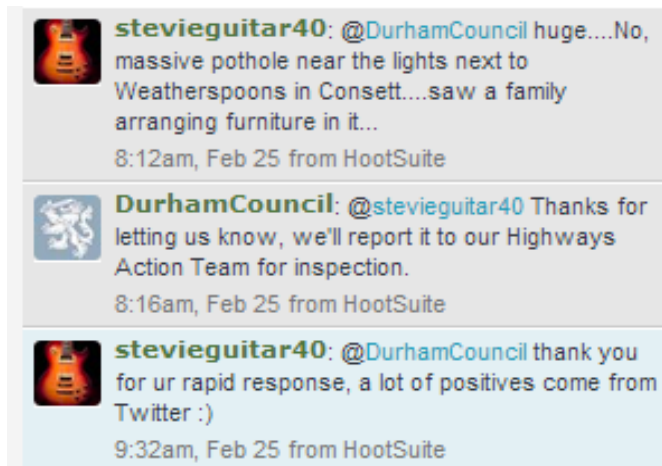 stevieguitar40: @DurhamCouncil huge....No,
massive pothole near the lights next to
Weatherspoons in Consett....saw a family
arranging furniture in it...
8:12am, Feb 25 from HootSuite
DurhamCouncil: @stevieguitar40 Thanks for
letting us know, we'll report it to our Highways
Action Team for inspection.
8:16am, Feb 25 from HootSuite
stevieguitar40: @DurhamCouncil thank you
for ur rapid response, a lot of positives come from
Twitter :)
9:32am, Feb 25 from HootSuite